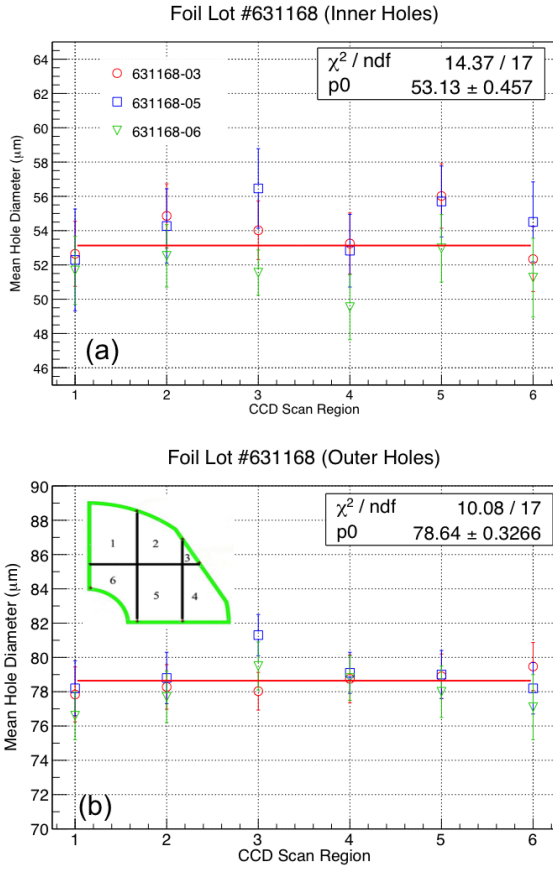 Foil Lot #631168 (Inner Holes)
χ² / ndf 14.37 / 17
p0 53.13 ± 0.457
631168-03
631168-05
631168-06
Mean Hole Diameter (μm)
64
62
60
58
56
54
52
50
48
46
(a)
1 2 3 4 5 6
CCD Scan Region
Foil Lot #631168 (Outer Holes)
χ² / ndf 10.08 / 17
p0 78.64 ± 0.3266
Mean Hole Diameter (μm)
90
88
86
84
82
80
78
76
74
72
70
1 2 3
6 5 4
(b)
1 2 3 4 5 6
CCD Scan Region